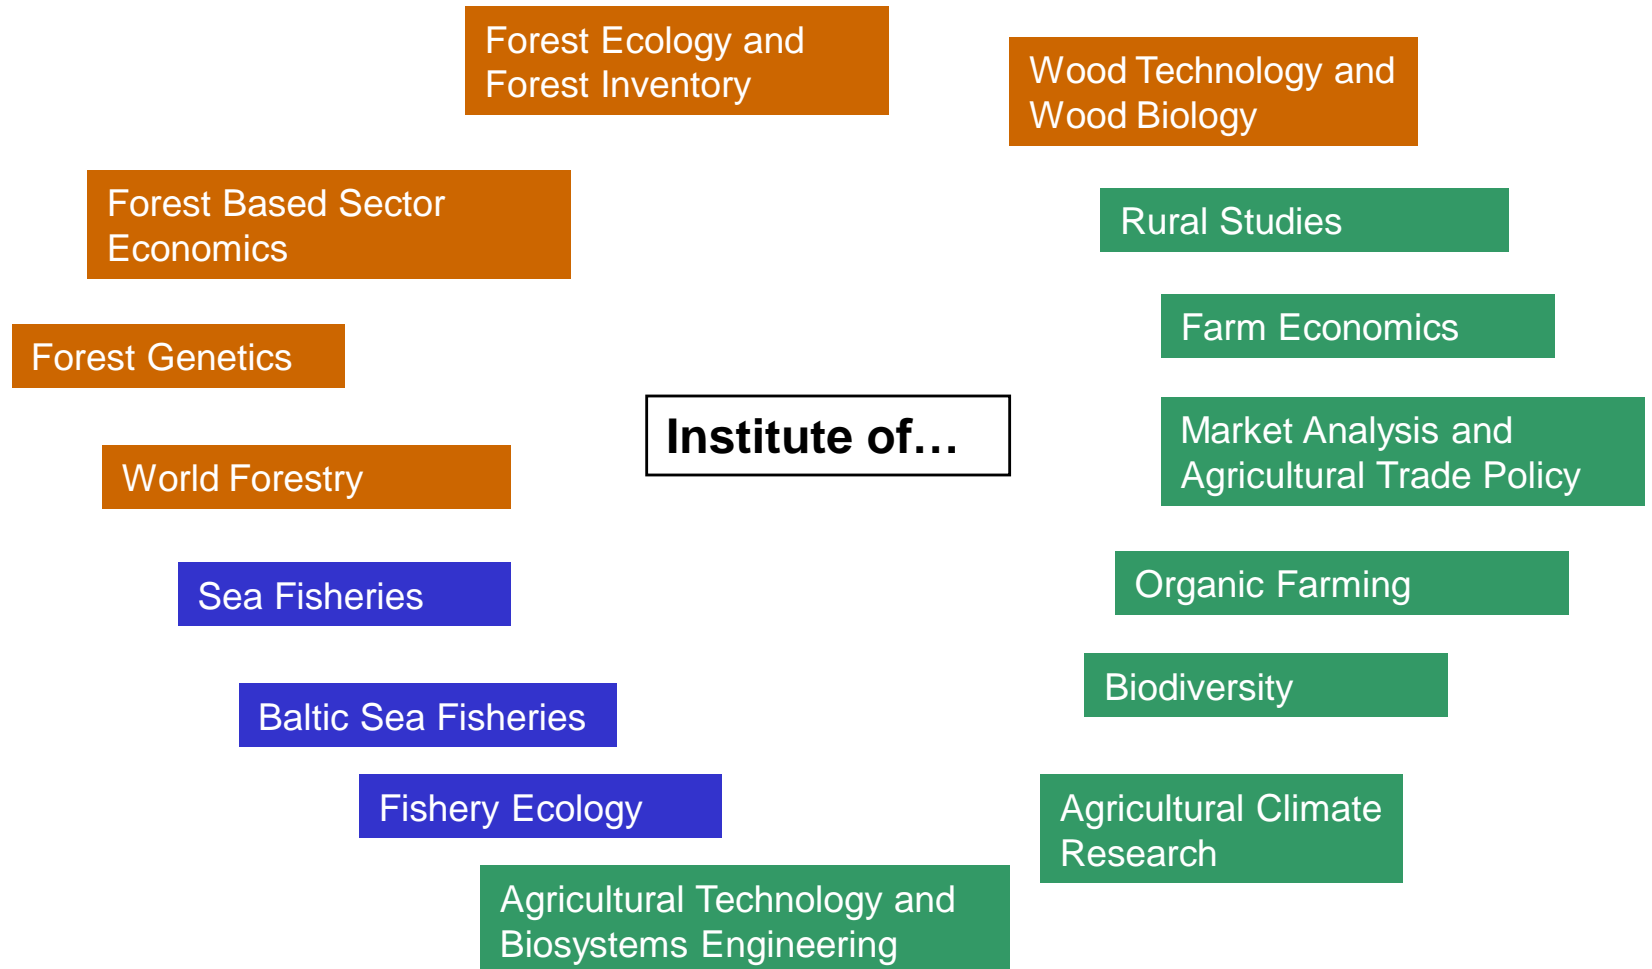 Forest Ecology and
Forest Inventory
Wood Technology and
Wood Biology
Forest Based Sector
Economics
Rural Studies
Farm Economics
Forest Genetics
Institute of…
Market Analysis and
Agricultural Trade Policy
World Forestry
Sea Fisheries
Organic Farming
Biodiversity
Baltic Sea Fisheries
Fishery Ecology
Agricultural Climate
Research
Agricultural Technology and
Biosystems Engineering